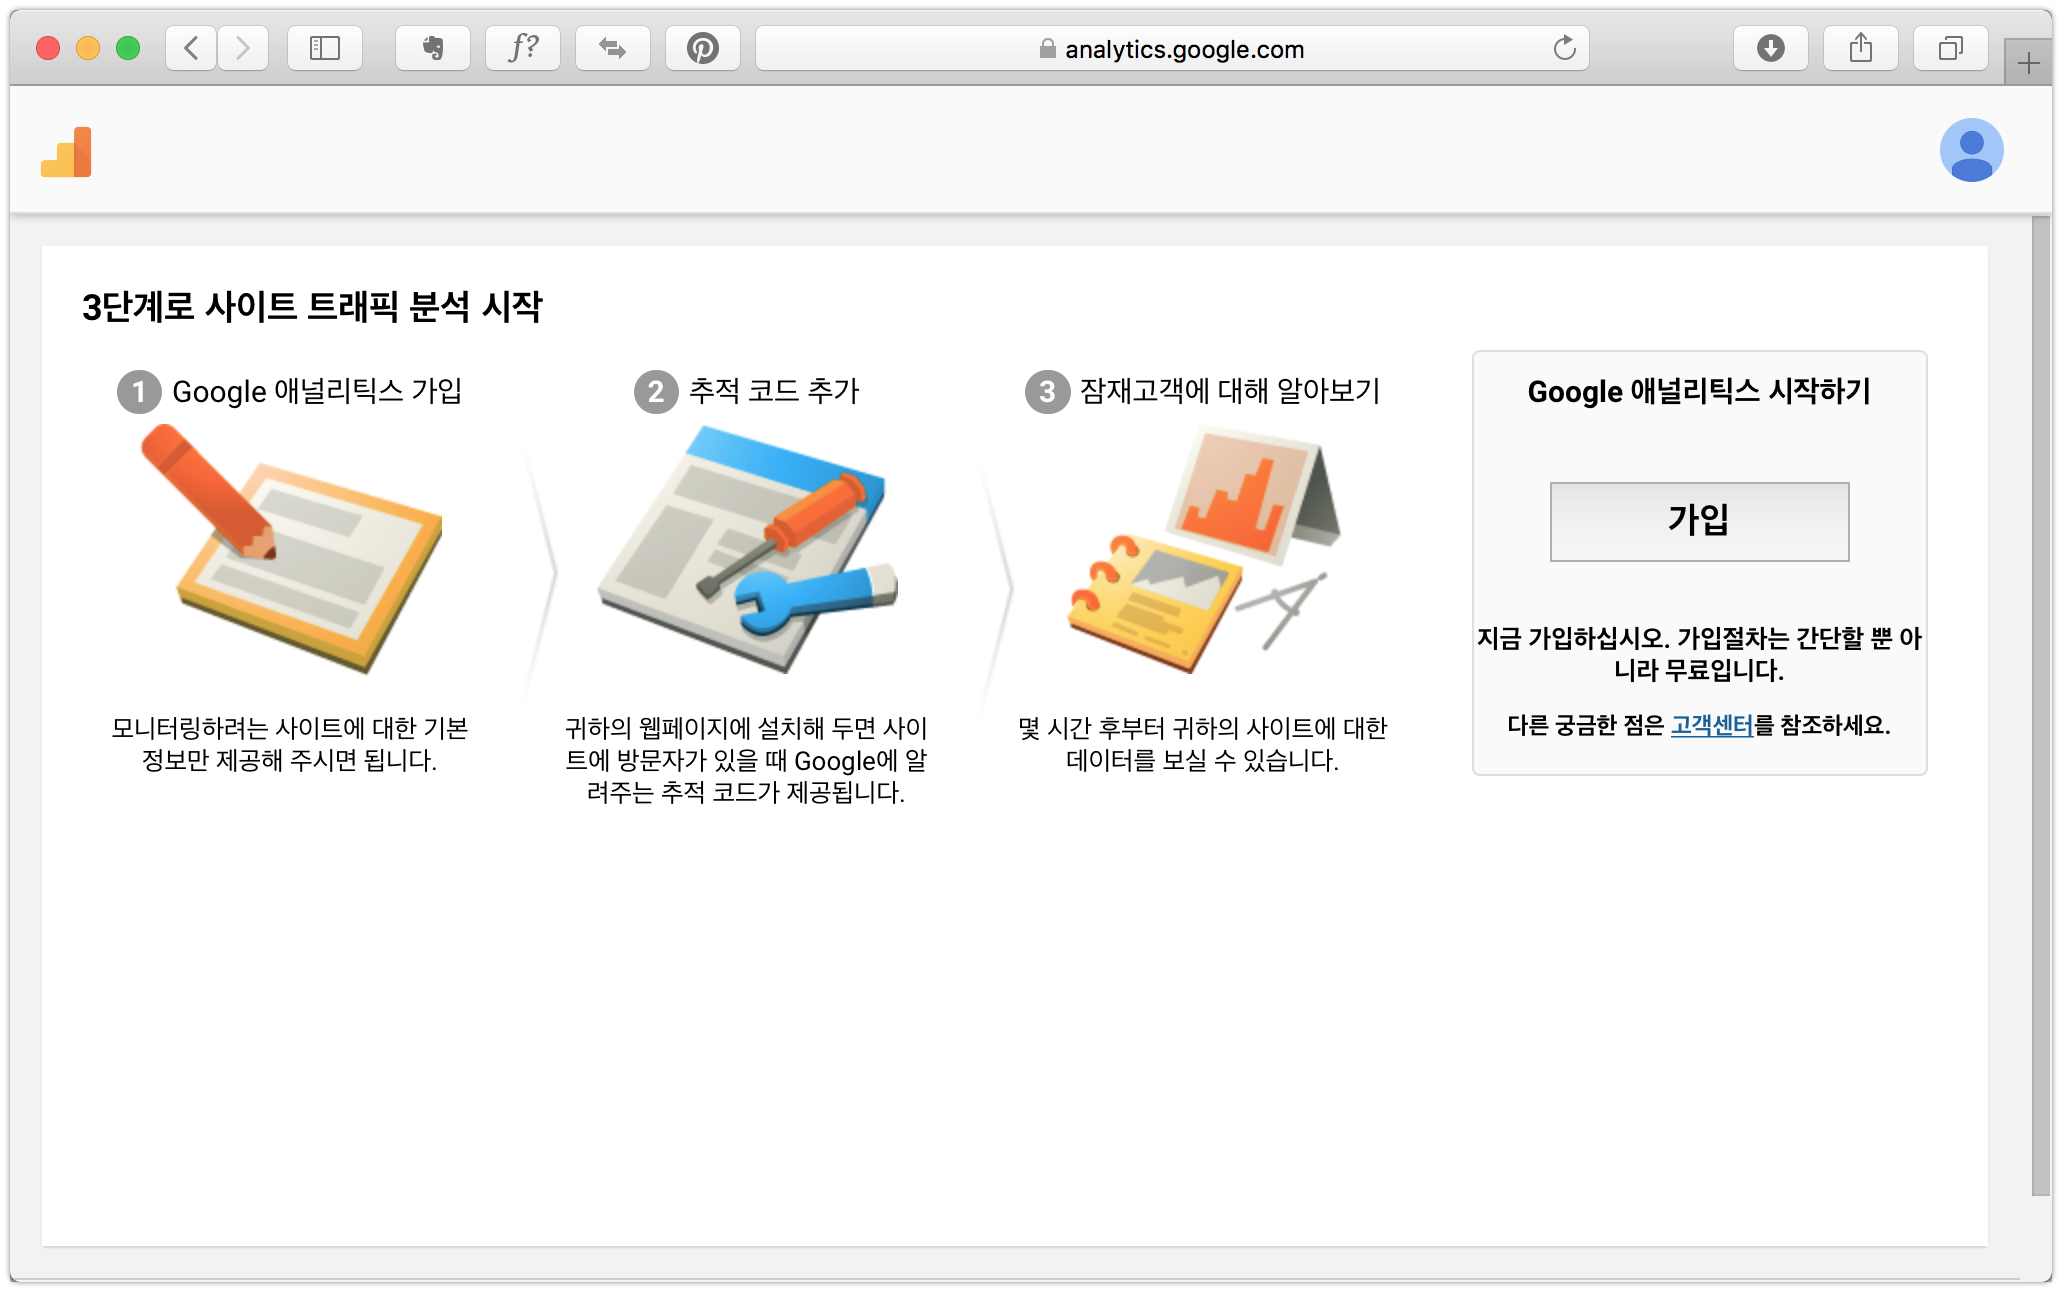 f?
analytics.google.com
3단계로 사이트 트래픽 분석 시작
1 Google 애널리틱스 가입
모니터링하려는 사이트에 대한 기본
정보만 제공해 주시면 됩니다.
2 추적 코드 추가
귀하의 웹페이지에 설치해 두면 사이
트에 방문자가 있을 때 Google에 알
려주는 추적 코드가 제공됩니다.
3 잠재고객에 대해 알아보기
몇 시간 후부터 귀하의 사이트에 대한
데이터를 보실 수 있습니다.
Google 애널리틱스 시작하기
가입
지금 가입하십시오. 가입절차는 간단할 뿐 아
니라 무료입니다.
다른 궁금한 점은 고객센터를 참조하세요.